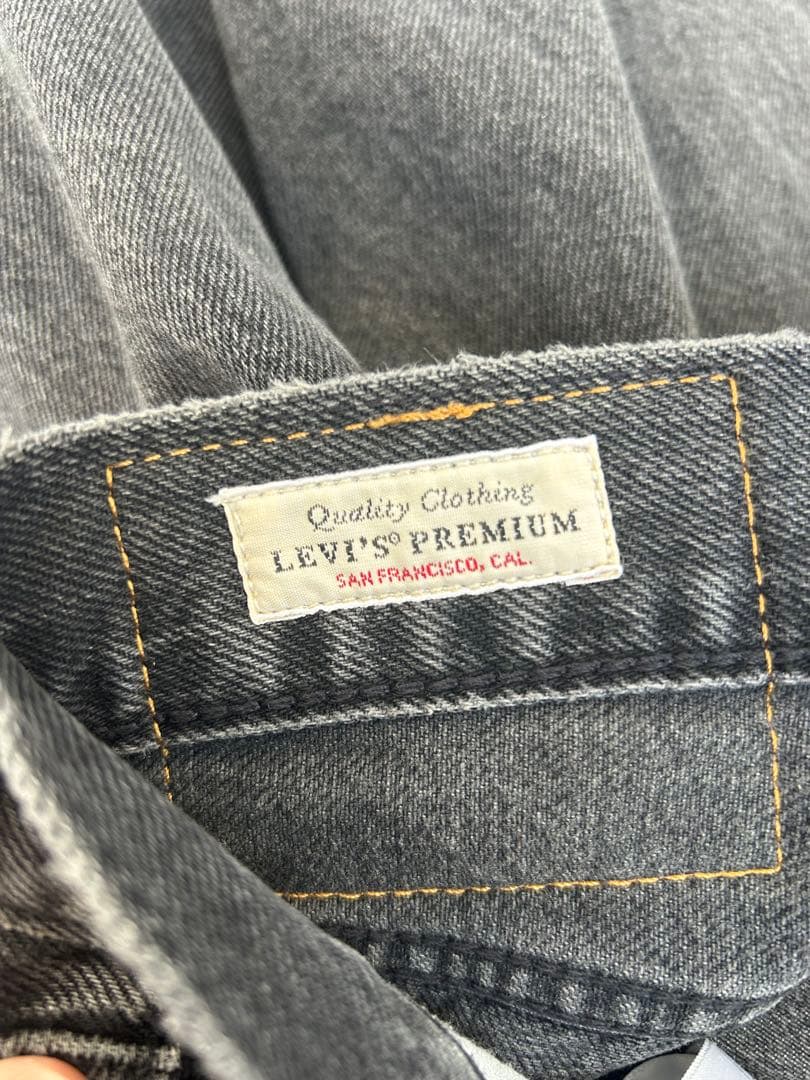 Quality Clothing
LEVI'S® PREMIUM
SAN FRANCISCO, CAL.